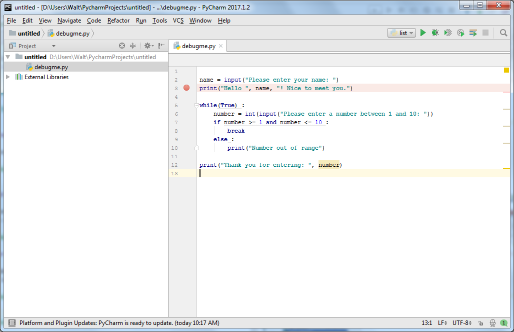 untitled - [D:\Users\Walt\PycharmProjects\untitled] - ...\debugme.py - PyCharm 2017.1.2
File Edit View Navigate Code Refactor Run Tools VCS Window Help
untitled debugme.py list
Project debugme.py
untitled D:\Users\Walt\PycharmProjects\untitled
debugme.py
External Libraries
1
2 name = input("Please enter your name: ")
3 print("Hello ", name, "! Nice to meet you.")
4
5 while(True) :
6 number = int(input("Please enter a number between 1 and 10: "))
7 if number >= 1 and number <= 10 :
8 break
9 else :
10 print("Number out of range")
11
12 print("Thank you for entering: ", number)
13
Platform and Plugin Updates: PyCharm is ready to update. (today 10:17 AM) 13:1 LF÷ UTF-8÷